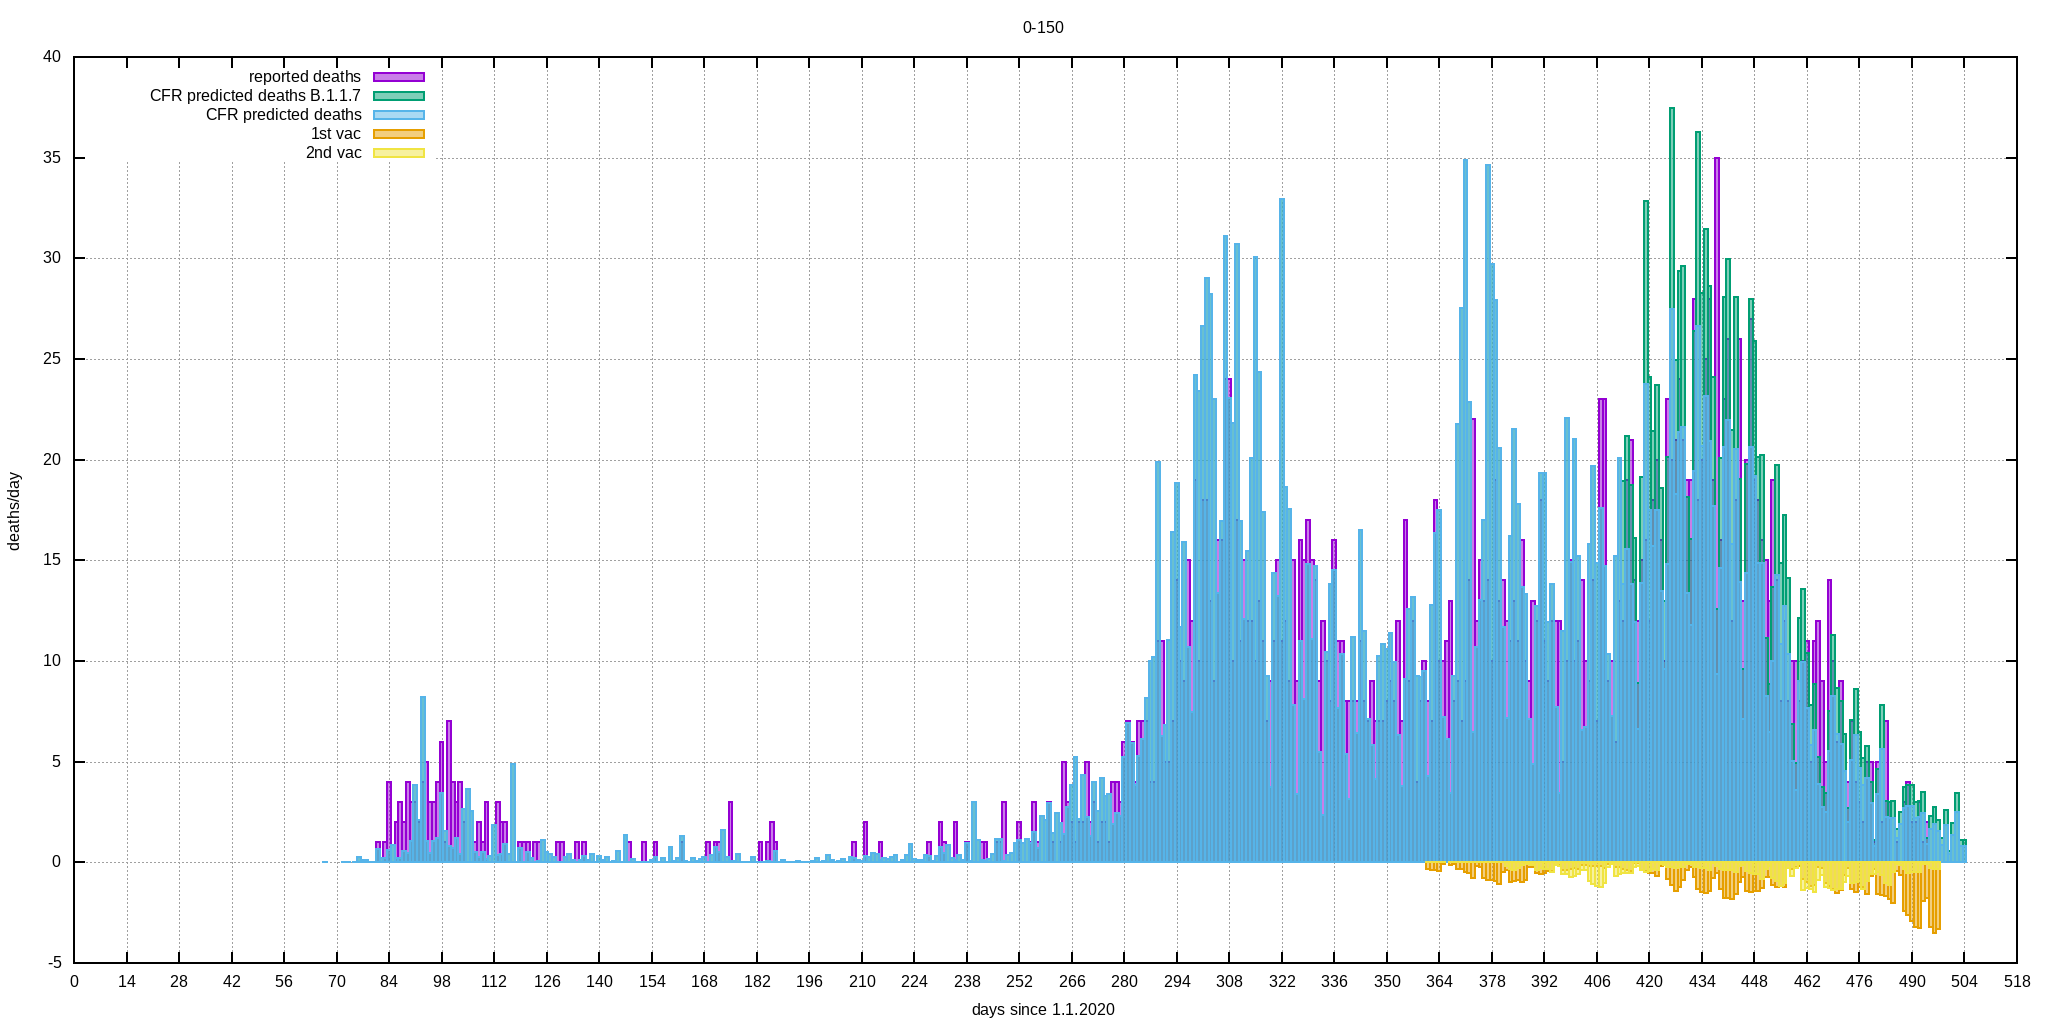 0-150
reported deaths
CFR predicted deaths B.1.1.7
CFR predicted deaths
1st vac
2nd vac
deaths/day
40
35
30
25
20
15
10
5
0
-5
0 14 28 42 56 70 84 98 112 126 140 154 168 182 196 210 224 238 252 266 280 294 308 322 336 350 364 378 392 406 420 434 448 462 476 490 504 518
days since 1.1.2020